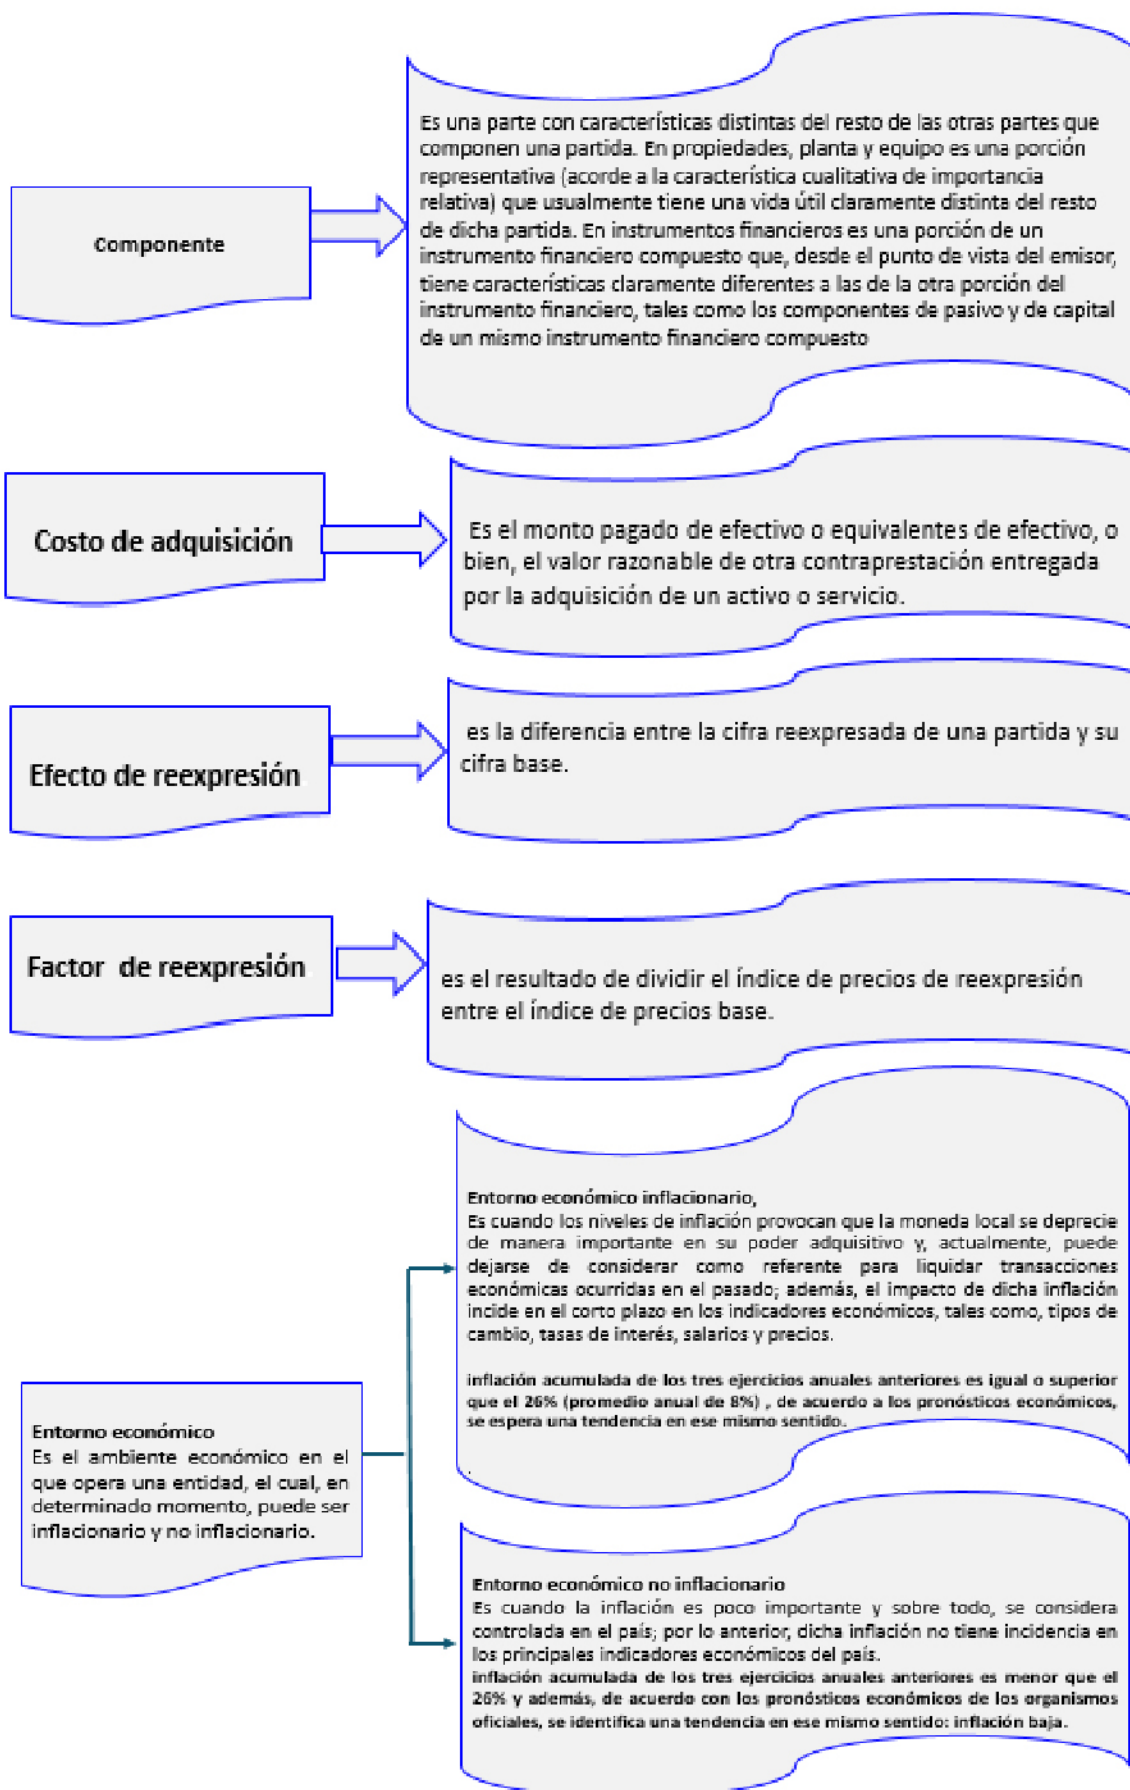 Componente
Es una parte con características distintas del resto de las otras partes que
componen una partida. En propiedades, planta y equipo es una porción
representativa (acorde a la característica cualitativa de importancia
relativa) que usualmente tiene una vida útil claramente distinta del resto
de dicha partida. En instrumentos financieros es una porción de un
instrumento financiero compuesto que, desde el punto de vista del emisor,
tiene características claramente diferentes a las de la otra porción del
instrumento financiero, tales como los componentes de pasivo y de capital
de un mismo instrumento financiero compuesto
Costo de adquisición
Es el monto pagado de efectivo o equivalentes de efectivo, o
bien, el valor razonable de otra contraprestación entregada
por la adquisición de un activo o servicio.
Efecto de reexpresión
es la diferencia entre la cifra reexpresada de una partida y su
cifra base.
Factor de reexpresión
es el resultado de dividir el índice de precios de reexpresión
entre el índice de precios base.
Entorno económico
Es el ambiente económico en el
que opera una entidad, el cual, en
determinado momento, puede ser
inflacionario y no inflacionario.
Entorno económico inflacionario,
Es cuando los niveles de inflación provocan que la moneda local se deprecie
de manera importante en su poder adquisitivo y, actualmente, puede
dejarse de considerar como referente para liquidar transacciones
económicas ocurridas en el pasado; además, el impacto de dicha inflación
incide en el corto plazo en los indicadores económicos, tales como, tipos de
cambio, tasas de interés, salarios y precios.
inflación acumulada de los tres ejercicios anuales anteriores es igual o superior
que el 26% (promedio anual de 8%) , de acuerdo a los pronósticos económicos,
se espera una tendencia en ese mismo sentido.
.
Entorno económico no inflacionario
Es cuando la inflación es poco importante y sobre todo, se considera
controlada en el país; por lo anterior, dicha inflación no tiene incidencia en
los principales indicadores económicos del país.
inflación acumulada de los tres ejercicios anuales anteriores es menor que el
26% y además, de acuerdo con los pronósticos económicos de los organismos
oficiales, se identifica una tendencia en ese mismo sentido: inflación baja.